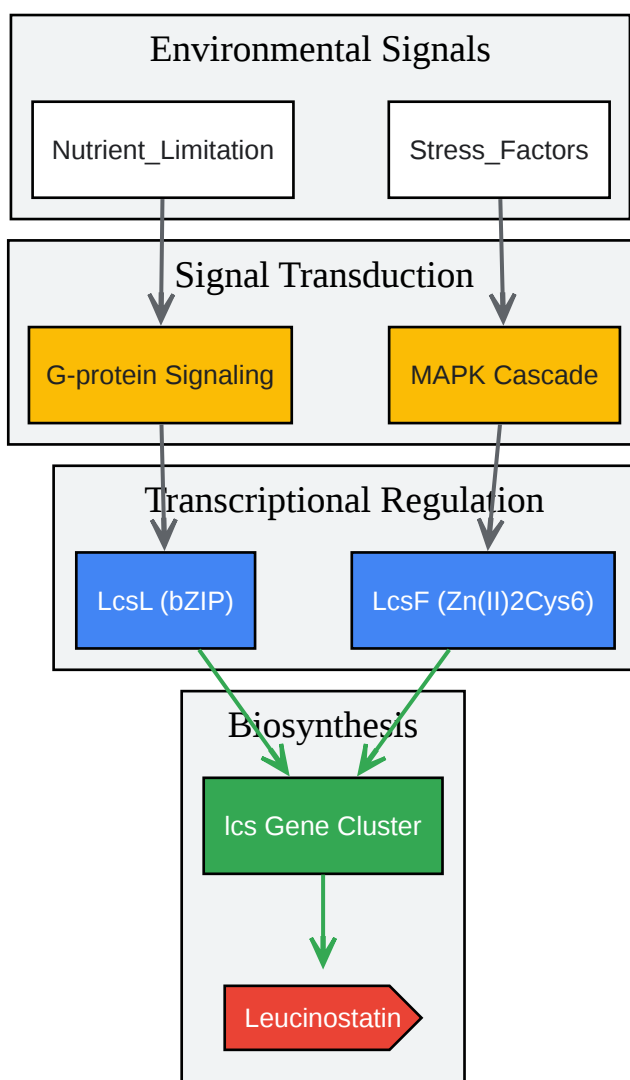 Environmental Signals
Nutrient_Limitation
Stress_Factors
Signal Transduction
G-protein Signaling
MAPK Cascade
Transcriptional Regulation
LcsL (bZIP)
LcsF (Zn(II)2Cys6)
Biosynthesis
lcs Gene Cluster
Leucinostatin